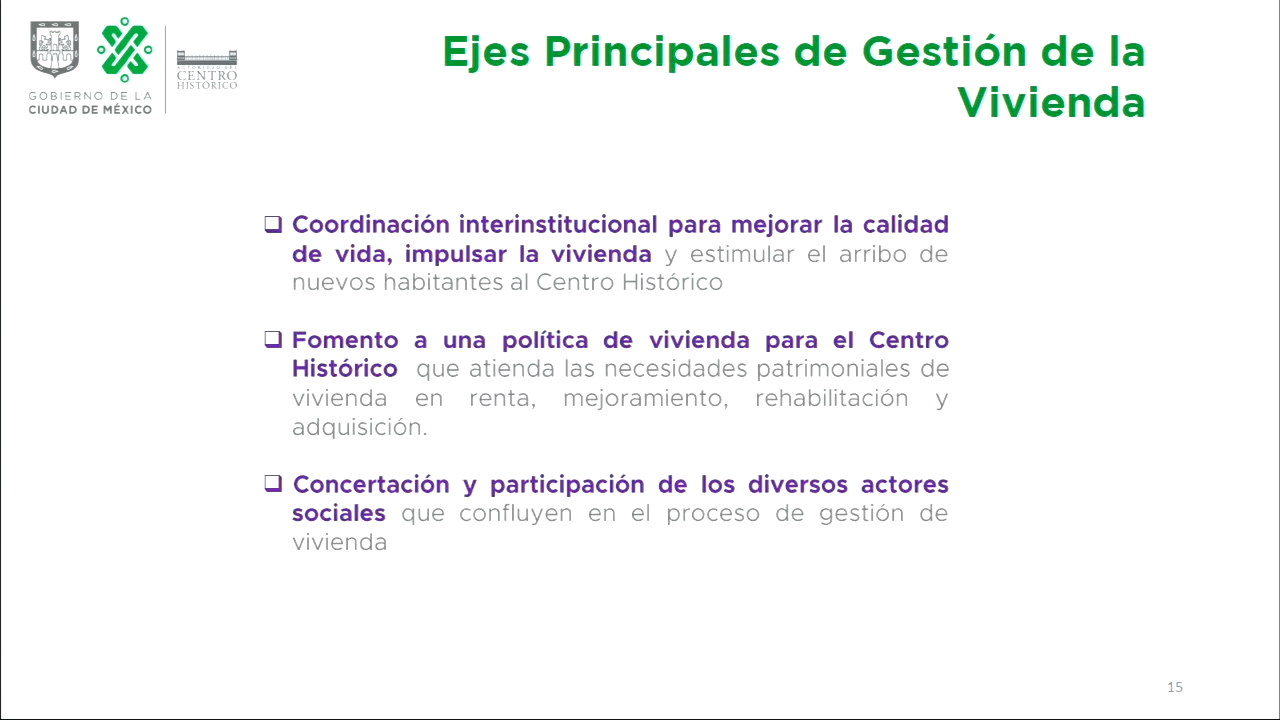 GOBIERNO DE LA
CIUDAD DE MÉXICO
AUTORIDAD DEL
CENTRO
HISTÓRICO
Ejes Principales de Gestión de la
Vivienda
Coordinación interinstitucional para mejorar la calidad
de vida, impulsar la vivienda y estimular el arribo de
nuevos habitantes al Centro Histórico
Fomento a una política de vivienda para el Centro
Histórico que atienda las necesidades patrimoniales de
vivienda en renta, mejoramiento, rehabilitación y
adquisición.
Concertación y participación de los diversos actores
sociales que confluyen en el proceso de gestión de
vivienda
15